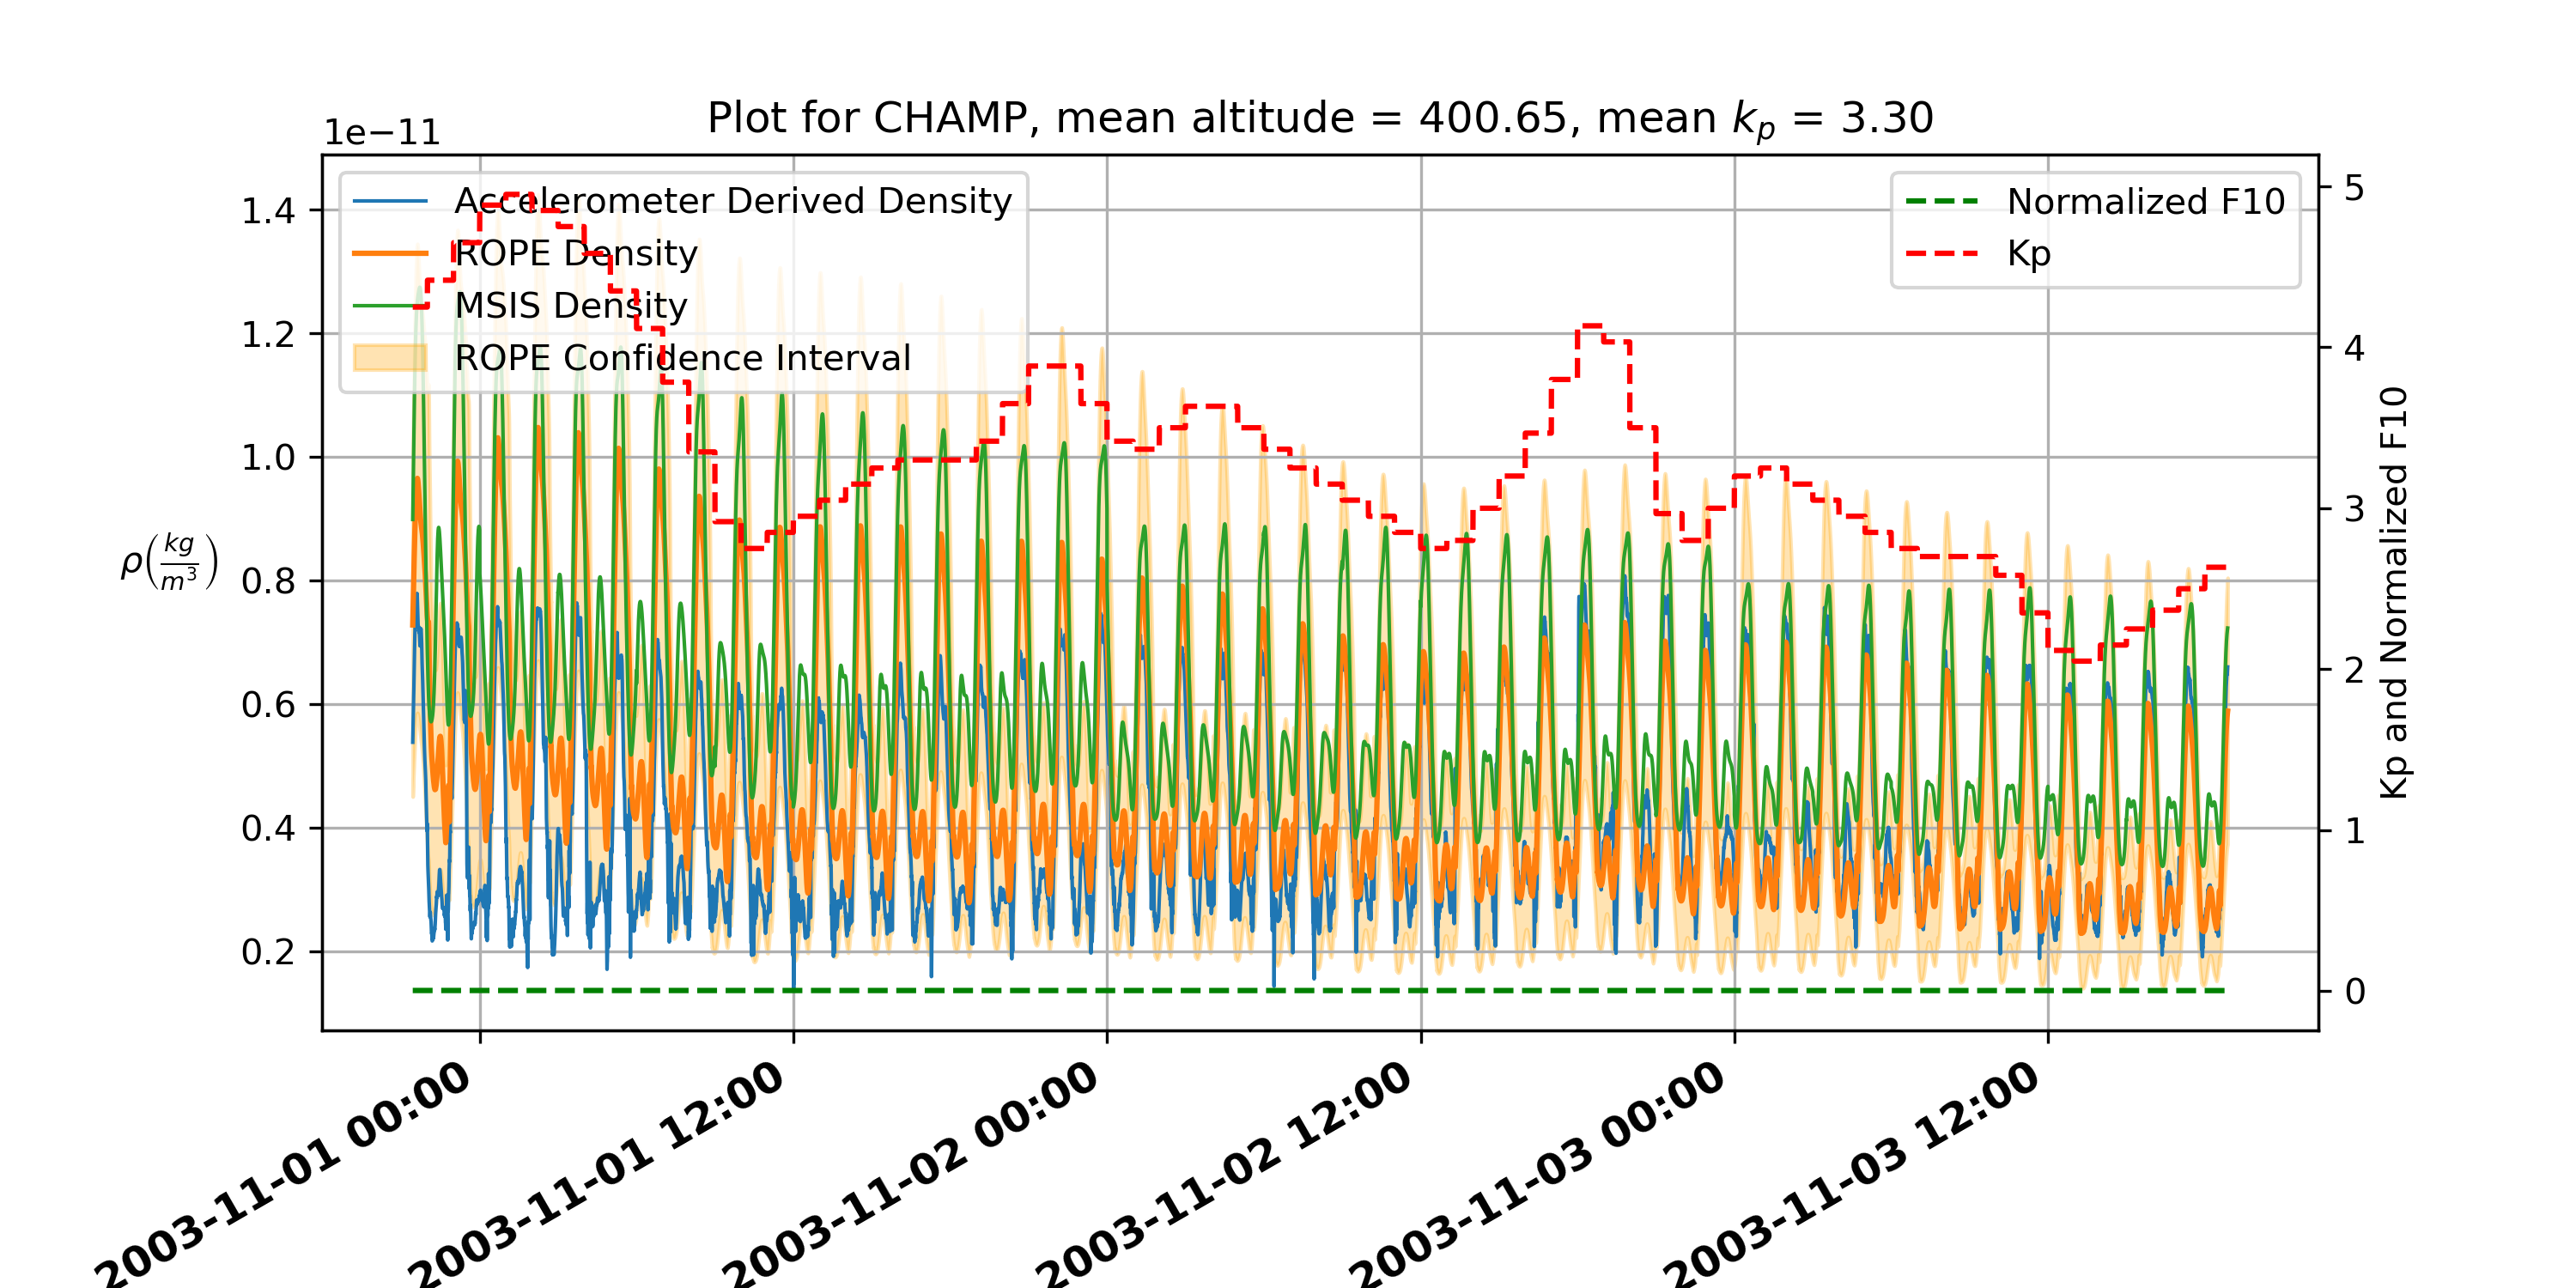 Plot for CHAMP, mean altitude = 400.65, mean kₚ = 3.30
1e−11
Accelerometer Derived Density
ROPE Density
MSIS Density
ROPE Confidence Interval
Normalized F10
Kp
1.4
1.2
1.0
0.8
0.6
0.4
0.2
ρ(kg/m³)
5
4
3
2
1
0
Kp and Normalized F10
2003-11-01 00:00
2003-11-01 12:00
2003-11-02 00:00
2003-11-02 12:00
2003-11-03 00:00
2003-11-03 12:00